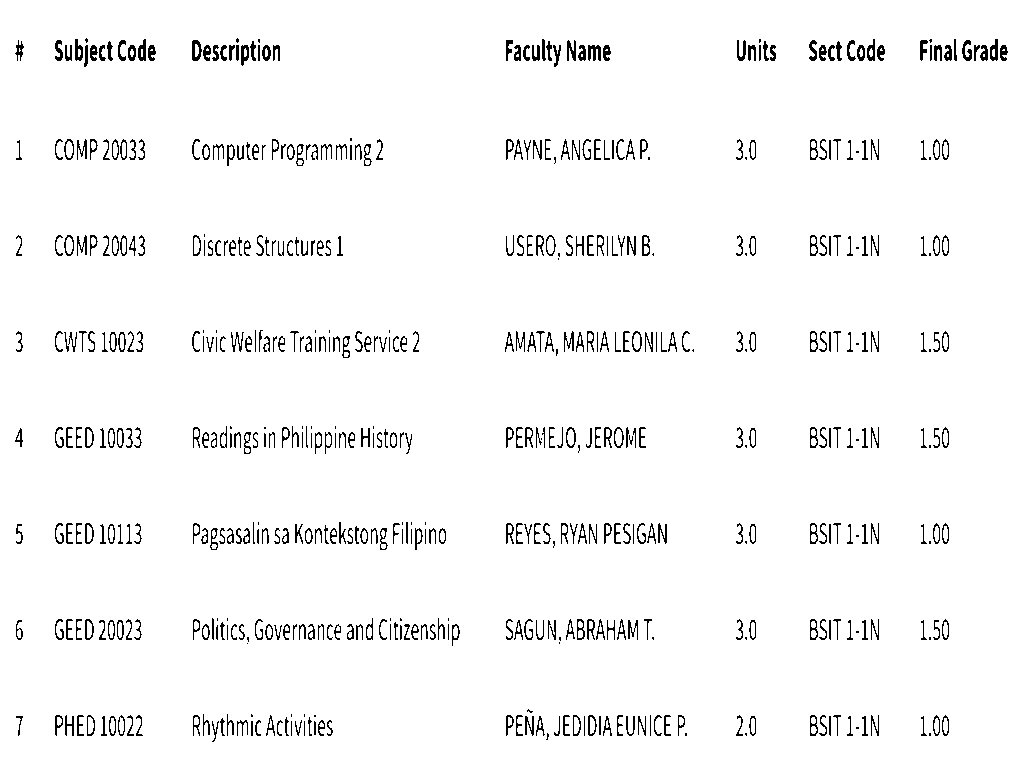 # Subject Code Description Faculty Name Units Sect Code Final Grade
1 COMP 20033 Computer Programming 2 PAYNE, ANGELICA P. 3.0 BSIT 1-1N 1.00
2 COMP 20043 Discrete Structures 1 USERO, SHERILYN B. 3.0 BSIT 1-1N 1.00
3 CWTS 10023 Civic Welfare Training Service 2 AMATA, MARIA LEONILA C. 3.0 BSIT 1-1N 1.50
4 GEED 10033 Readings in Philippine History PERMEJO, JEROME 3.0 BSIT 1-1N 1.50
5 GEED 10113 Pagsasalin sa Kontekstong Filipino REYES, RYAN PESIGAN 3.0 BSIT 1-1N 1.00
6 GEED 20023 Politics, Governance and Citizenship SAGUN, ABRAHAM T. 3.0 BSIT 1-1N 1.50
7 PHED 10022 Rhythmic Activities PEÑA, JEDIDIA EUNICE P. 2.0 BSIT 1-1N 1.00